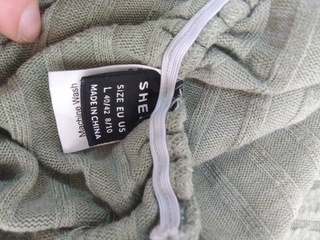 SHE
SIZE EU US
L 40/42 8/10
MADE IN CHINA
Machine Wash